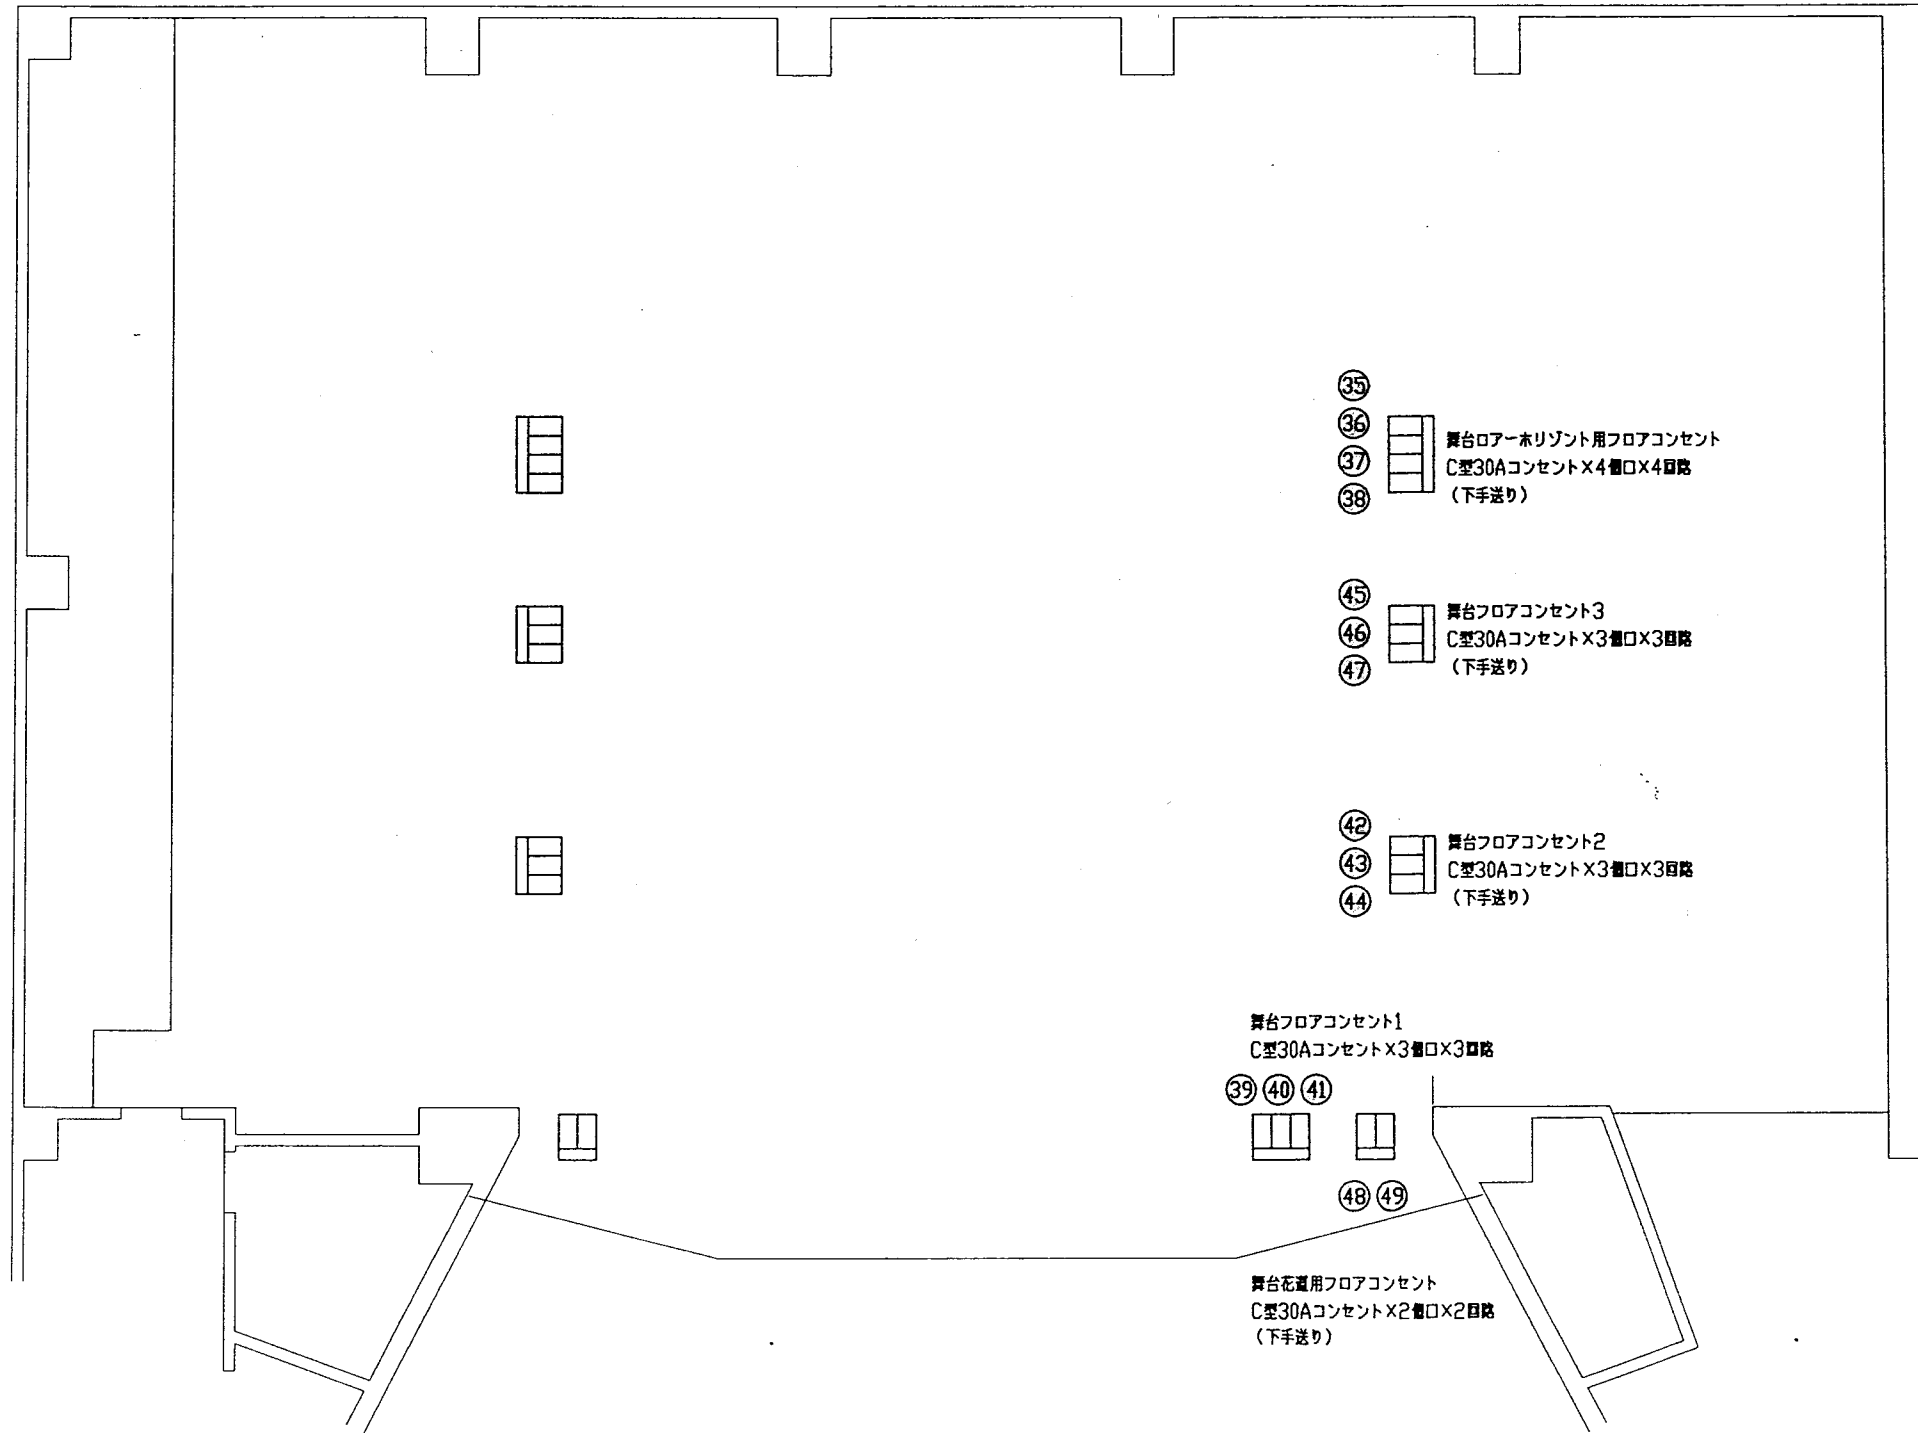 35
36
37
38
舞台ロアーホリゾント用フロアコンセント
C型30Aコンセント×4個口×4回路
（下手送り）
45
46
47
舞台フロアコンセント3
C型30Aコンセント×3個口×3回路
（下手送り）
42
43
44
舞台フロアコンセント2
C型30Aコンセント×3個口×3回路
（下手送り）
舞台フロアコンセント1
C型30Aコンセント×3個口×3回路
39 40 41
48 49
舞台花道用フロアコンセント
C型30Aコンセント×2個口×2回路
（下手送り）